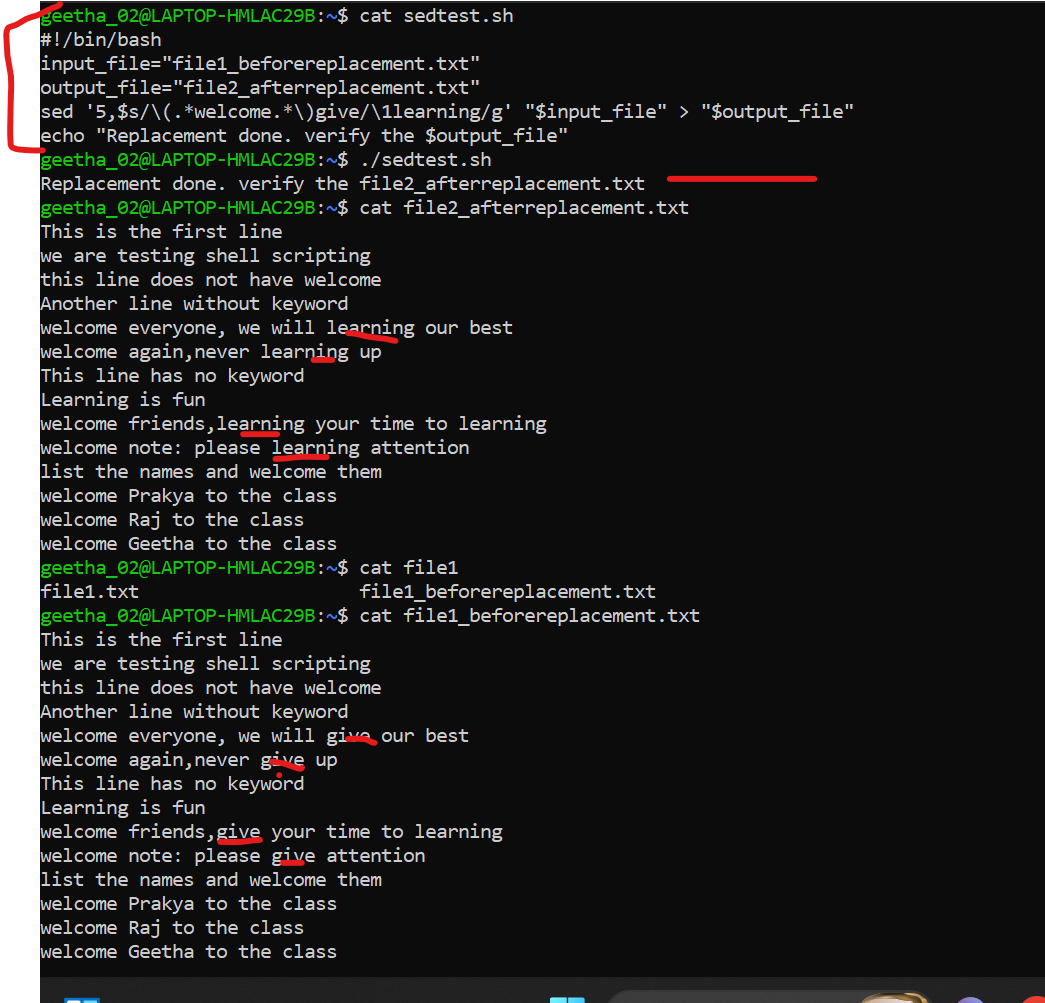 geetha_02@LAPTOP-HMLAC29B:~$ cat sedtest.sh
#!/bin/bash
input_file="file1_beforereplacement.txt"
output_file="file2_afterreplacement.txt"
sed '5,$s/\(.*welcome.*\)give/\1learning/g' "$input_file" > "$output_file"
echo "Replacement done. verify the $output_file"
geetha_02@LAPTOP-HMLAC29B:~$ ./sedtest.sh
Replacement done. verify the file2_afterreplacement.txt
geetha_02@LAPTOP-HMLAC29B:~$ cat file2_afterreplacement.txt
This is the first line
we are testing shell scripting
this line does not have welcome
Another line without keyword
welcome everyone, we will learning our best
welcome again,never learning up
This line has no keyword
Learning is fun
welcome friends,learning your time to learning
welcome note: please learning attention
list the names and welcome them
welcome Prakya to the class
welcome Raj to the class
welcome Geetha to the class
geetha_02@LAPTOP-HMLAC29B:~$ cat file1
file1.txt                    file1_beforereplacement.txt
geetha_02@LAPTOP-HMLAC29B:~$ cat file1_beforereplacement.txt
This is the first line
we are testing shell scripting
this line does not have welcome
Another line without keyword
welcome everyone, we will give our best
welcome again,never give up
This line has no keyword
Learning is fun
welcome friends,give your time to learning
welcome note: please give attention
list the names and welcome them
welcome Prakya to the class
welcome Raj to the class
welcome Geetha to the class